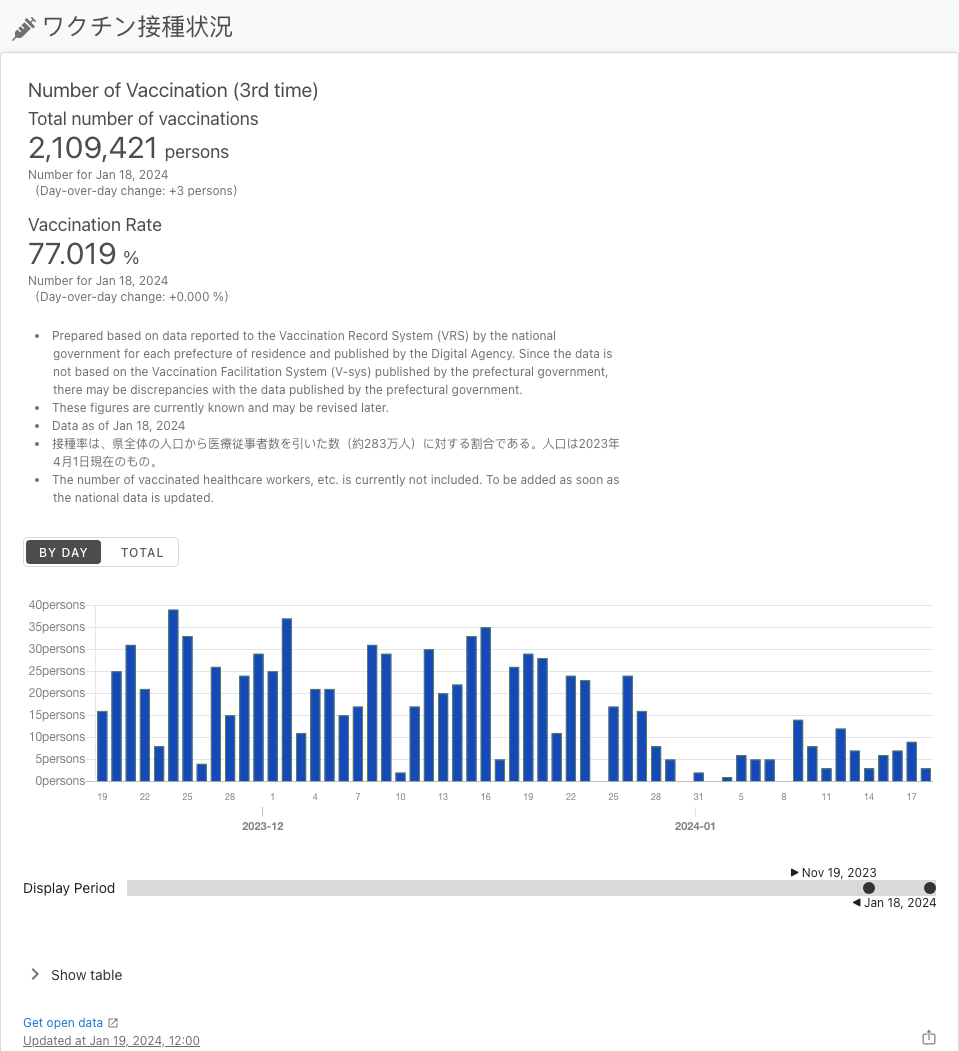 ワクチン接種状況
Number of Vaccination (3rd time)
Total number of vaccinations
2,109,421 persons
Number for Jan 18, 2024
(Day-over-day change: +3 persons)
Vaccination Rate
77.019 %
Number for Jan 18, 2024
(Day-over-day change: +0.000 %)
• Prepared based on data reported to the Vaccination Record System (VRS) by the national
government for each prefecture of residence and published by the Digital Agency. Since the data is
not based on the Vaccination Facilitation System (V-sys) published by the prefectural government,
there may be discrepancies with the data published by the prefectural government.
• These figures are currently known and may be revised later.
• Data as of Jan 18, 2024
• 接種率は、県全体の人口から医療従事者数を引いた数（約283万人）に対する割合である。人口は2023年
4月1日現在のもの。
• The number of vaccinated healthcare workers, etc. is currently not included. To be added as soon as
the national data is updated.
BY DAY TOTAL
40persons
35persons
30persons
25persons
20persons
15persons
10persons
5persons
0persons
19 22 25 28 1 4 7 10 13 16 19 22 25 28 31 5 8 11 14 17
2023-12 2024-01
▶ Nov 19, 2023
Display Period
◀ Jan 18, 2024
Show table
Get open data
Updated at Jan 19, 2024, 12:00